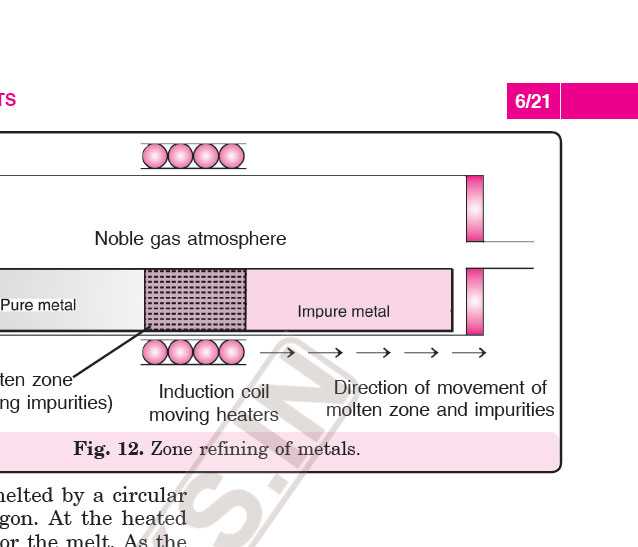 TS
6/21
Noble gas atmosphere
Pure metal
Impure metal
ten zone
ng impurities)
Induction coil
moving heaters
Direction of movement of
molten zone and impurities
Fig. 12. Zone refining of metals.
nelted by a circular
gon. At the heated
or the melt. As the
S.IN